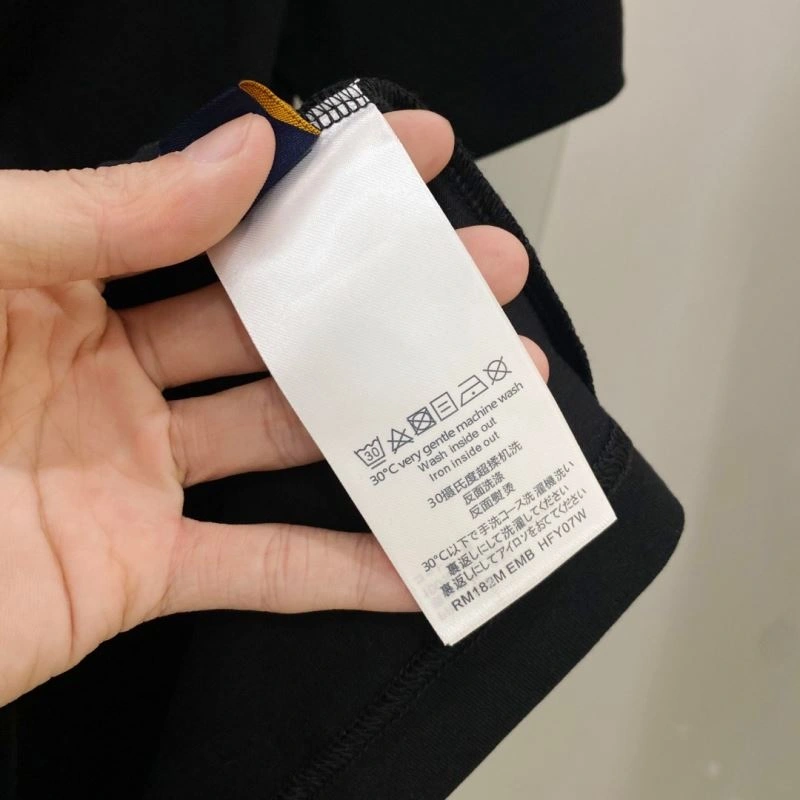 30
30°C very gentle machine wash
Wash inside out
Iron inside out
30摄氏度超揉机洗
反面洗涤
反面熨烫
30°C以下で手洗コース洗濯機洗い
裏返しにして洗濯してください
裏返しにしてアイロンをおてください
RM182M EMB HFY07W